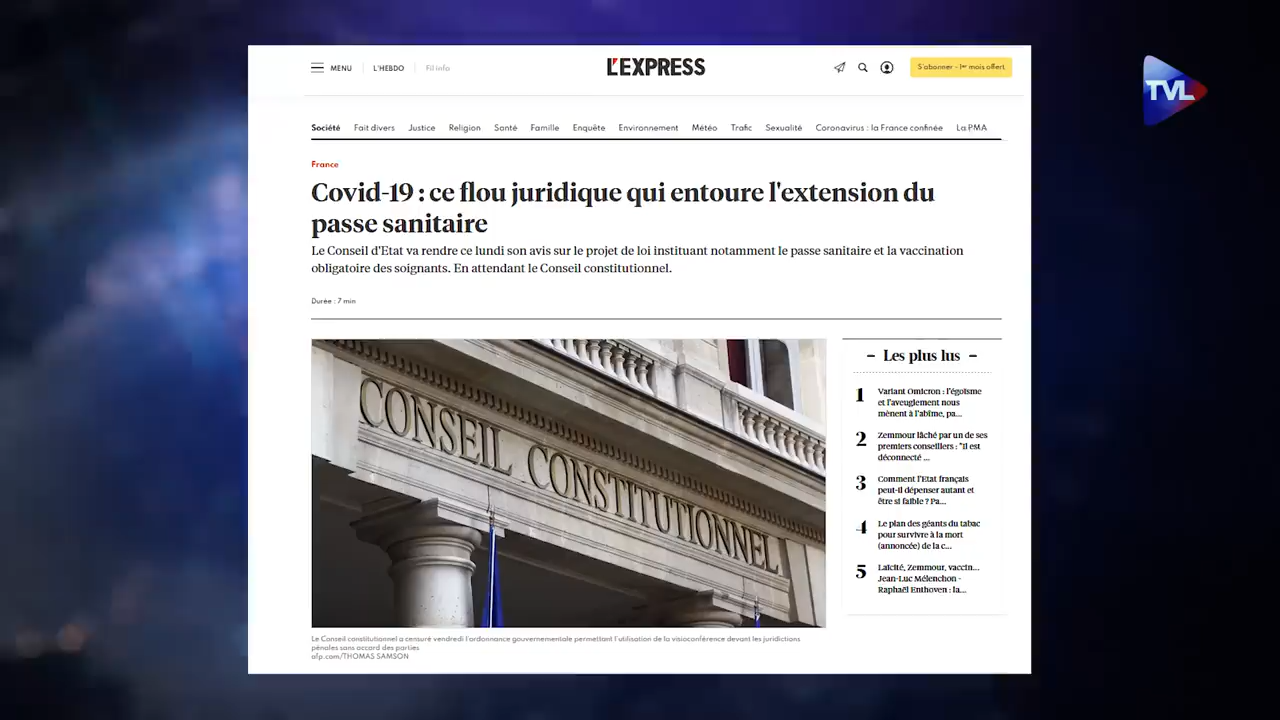 MENU
L'HEBDO
Fil info
L'EXPRESS
S'abonner - 1er mois offert
TVL
Société Fait divers Justice Religion Santé Famille Enquête Environnement Météo Trafic Sexualité Coronavirus : la France confinée La PMA
France
Covid-19 : ce flou juridique qui entoure l'extension du
passe sanitaire
Le Conseil d'Etat va rendre ce lundi son avis sur le projet de loi instituant notamment le passe sanitaire et la vaccination
obligatoire des soignants. En attendant le Conseil constitutionnel.
Durée : 7 min
CONSEIL CONSTITUTIONNEL
Le Conseil constitutionnel a censuré vendredi l'ordonnance gouvernementale permettant l'utilisation de la visioconférence devant les juridictions
pénales sans accord des parties
afp.com/THOMAS SAMSON
– Les plus lus –
1 Variant Omicron : l'égoïsme
et l'aveuglement nous
mènent à l'abîme, pa...
2 Zemmour lâché par un de ses
premiers conseillers : "Il est
déconnecté ...
3 Comment l'Etat français
peut-il dépenser autant et
être si faible ? Pa...
4 Le plan des géants du tabac
pour survivre à la mort
(annoncée) de la c...
5 Laïcité, Zemmour, vaccin...
Jean-Luc Mélenchon -
Raphaël Enthoven : la...